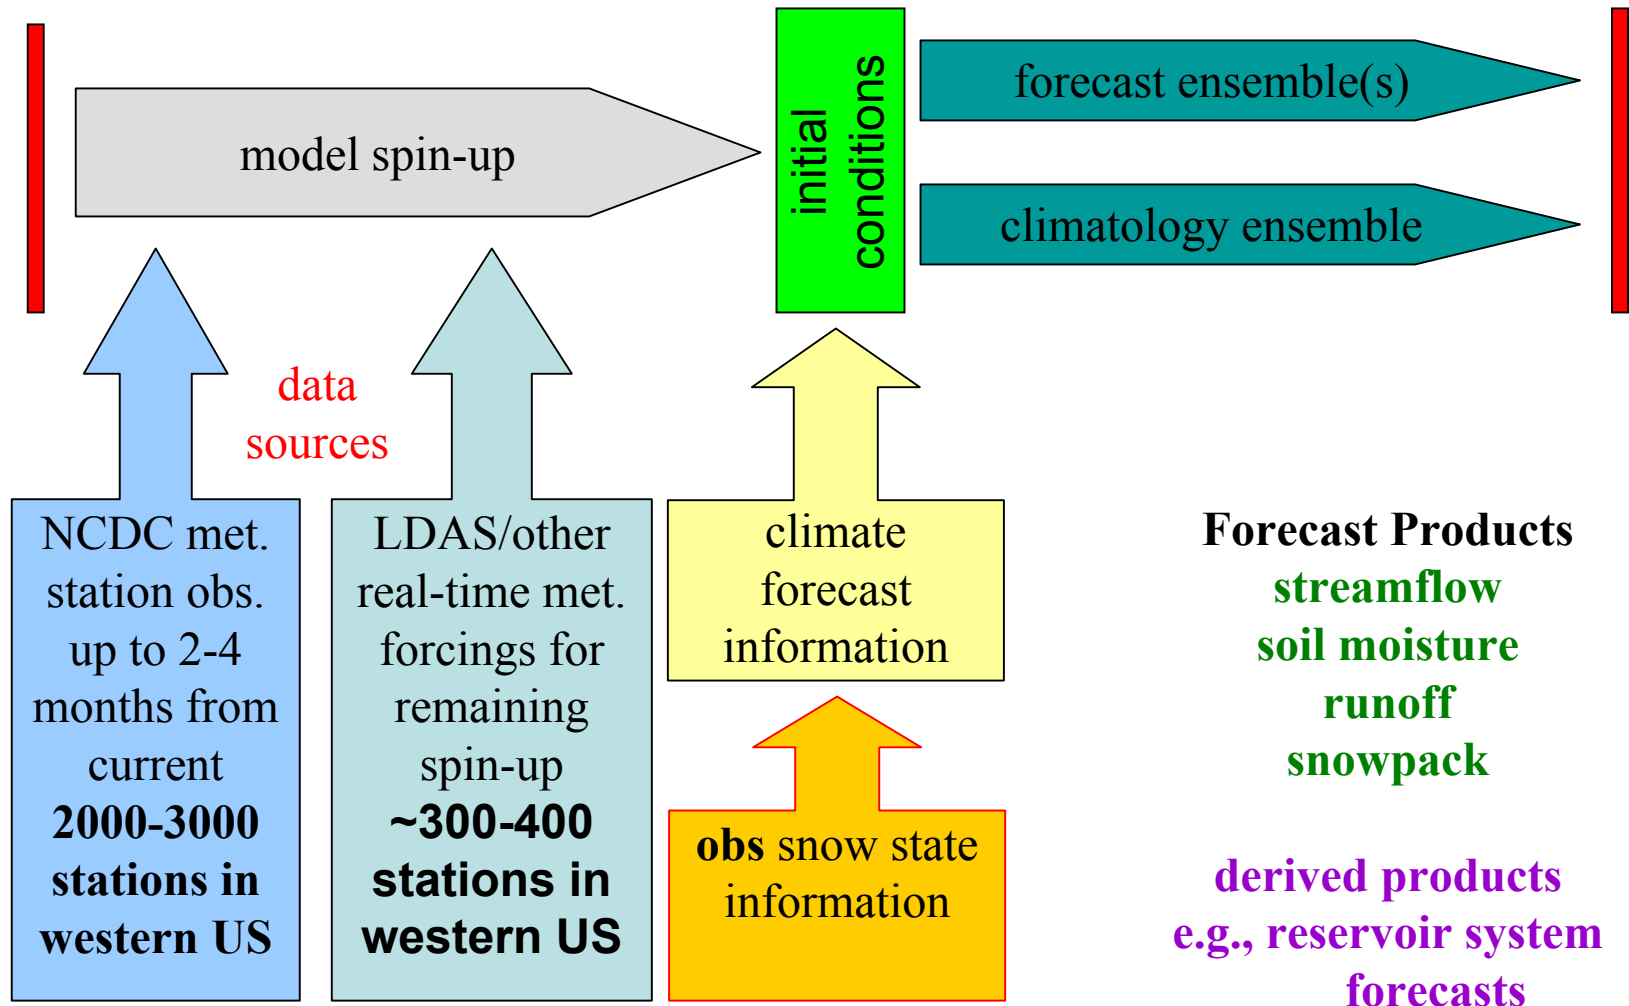 model spin-up
initial
conditions
forecast ensemble(s)
climatology ensemble
data
sources
NCDC met.
station obs.
up to 2-4
months from
current
2000-3000
stations in
western US
LDAS/other
real-time met.
forcings for
remaining
spin-up
~300-400
stations in
western US
climate
forecast
information
obs snow state
information
Forecast Products
streamflow
soil moisture
runoff
snowpack
derived products
e.g., reservoir system
forecasts